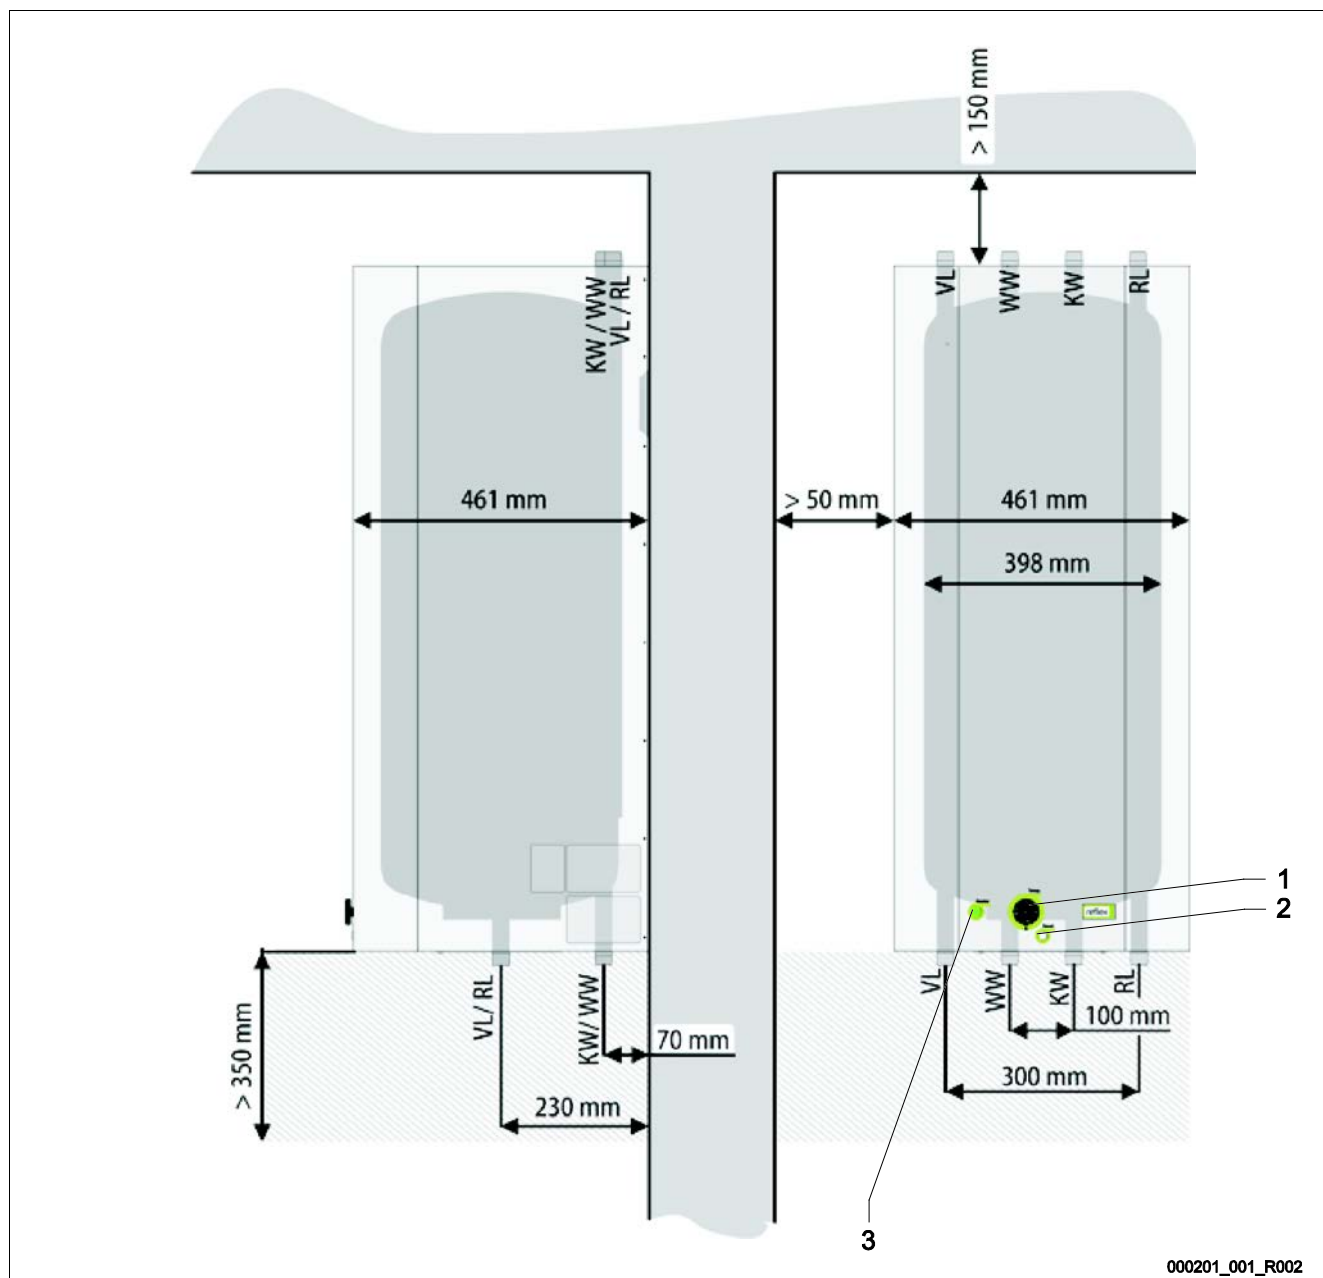 > 150 mm
VL
WW
KW
RL
KW / WW
VL / RL
461 mm
> 50 mm
461 mm
398 mm
1
2
reflex
VL
WW
KW
RL
VL/ RL
KW/ WW
100 mm
70 mm
> 350 mm
300 mm
230 mm
3
000201_001_R002